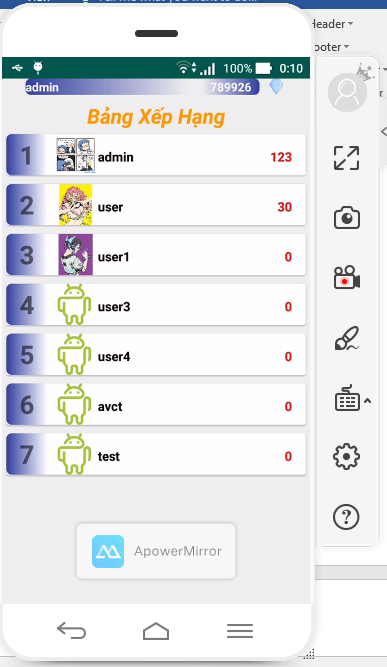 Header
ooter
100% 0:10
admin 789926
Bảng Xếp Hạng
1 admin 123
2 user 30
3 user1 0
4 user3 0
5 user4 0
6 avct 0
7 test 0
ApowerMirror